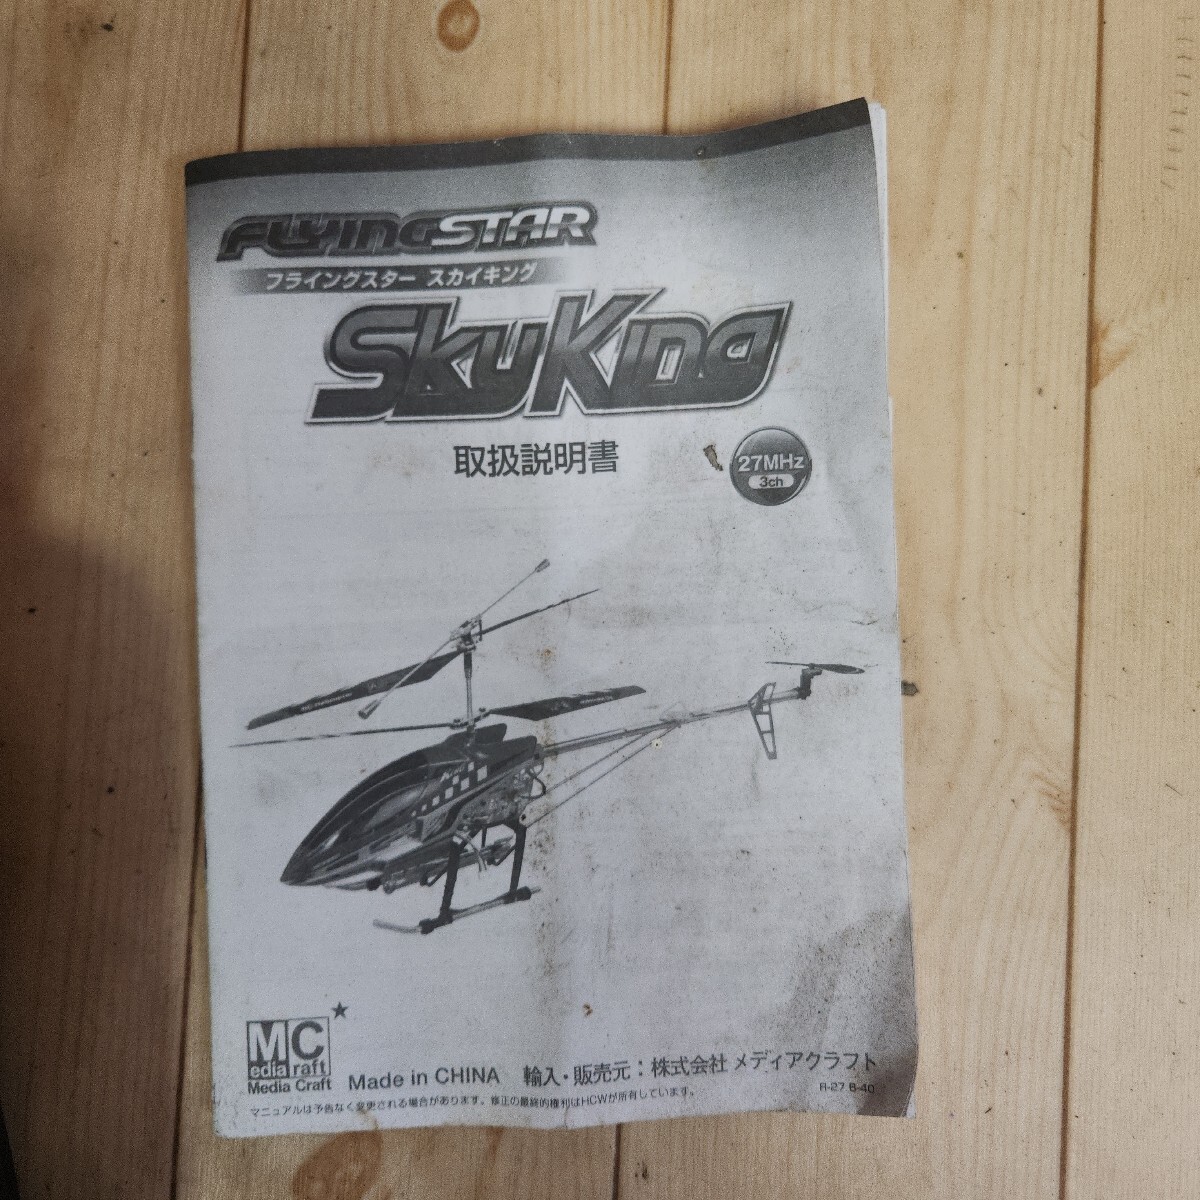 FLYINGSTAR
フライングスター スカイキング
SkyKing
取扱説明書
27MHz
3ch
MC
edia raft
Media Craft
Made in CHINA 輸入・販売元：株式会社 メディアクラフト
マニュアルは予告なく変更される場合があります。修正の最終的権利はHCWが所有しています。